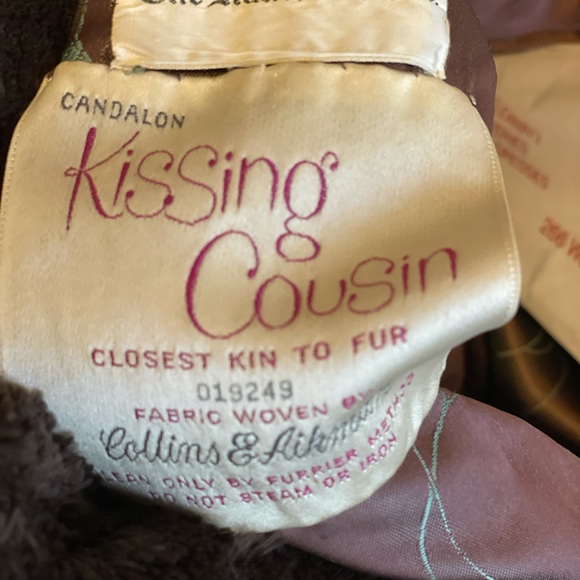 CANDALON
Kissing
Cousin
CLOSEST KIN TO FUR
019249
FABRIC WOVEN BY
Collins & Aikman
CLEAN ONLY BY FURRIER METHOD
DO NOT STEAM OR IRON